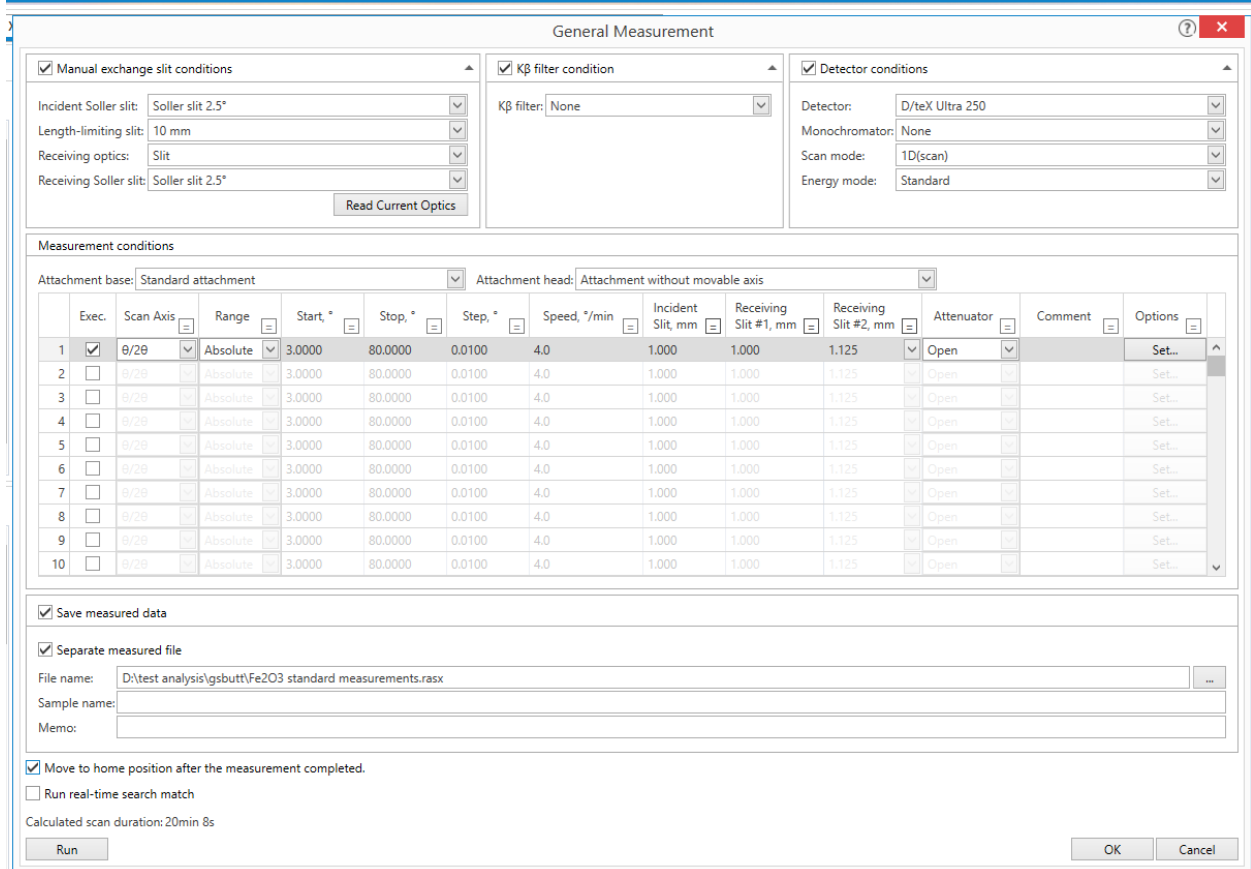 General Measurement
Manual exchange slit conditions
Incident Soller slit: Soller slit 2.5°
Length-limiting slit: 10 mm
Receiving optics: Slit
Receiving Soller slit: Soller slit 2.5°
Read Current Optics
Kβ filter condition
Kβ filter: None
Detector conditions
Detector: D/teX Ultra 250
Monochromator: None
Scan mode: 1D(scan)
Energy mode: Standard
Measurement conditions
Attachment base: Standard attachment Attachment head: Attachment without movable axis
Exec. Scan Axis Range Start, ° Stop, ° Step, ° Speed, °/min Incident Slit, mm Receiving Slit #1, mm Receiving Slit #2, mm Attenuator Comment Options
1 θ/2θ Absolute 3.0000 80.0000 0.0100 4.0 1.000 1.000 1.125 Open Set...
2 θ/2θ Absolute 3.0000 80.0000 0.0100 4.0 1.000 1.000 1.125 Open Set...
3 θ/2θ Absolute 3.0000 80.0000 0.0100 4.0 1.000 1.000 1.125 Open Set...
4 θ/2θ Absolute 3.0000 80.0000 0.0100 4.0 1.000 1.000 1.125 Open Set...
5 θ/2θ Absolute 3.0000 80.0000 0.0100 4.0 1.000 1.000 1.125 Open Set...
6 θ/2θ Absolute 3.0000 80.0000 0.0100 4.0 1.000 1.000 1.125 Open Set...
7 θ/2θ Absolute 3.0000 80.0000 0.0100 4.0 1.000 1.000 1.125 Open Set...
8 θ/2θ Absolute 3.0000 80.0000 0.0100 4.0 1.000 1.000 1.125 Open Set...
9 θ/2θ Absolute 3.0000 80.0000 0.0100 4.0 1.000 1.000 1.125 Open Set...
10 θ/2θ Absolute 3.0000 80.0000 0.0100 4.0 1.000 1.000 1.125 Open Set...
Save measured data
Separate measured file
File name: D:\test analysis\gsbutt\Fe2O3 standard measurements.rasx ...
Sample name:
Memo:
Move to home position after the measurement completed.
Run real-time search match
Calculated scan duration: 20min 8s
Run OK Cancel